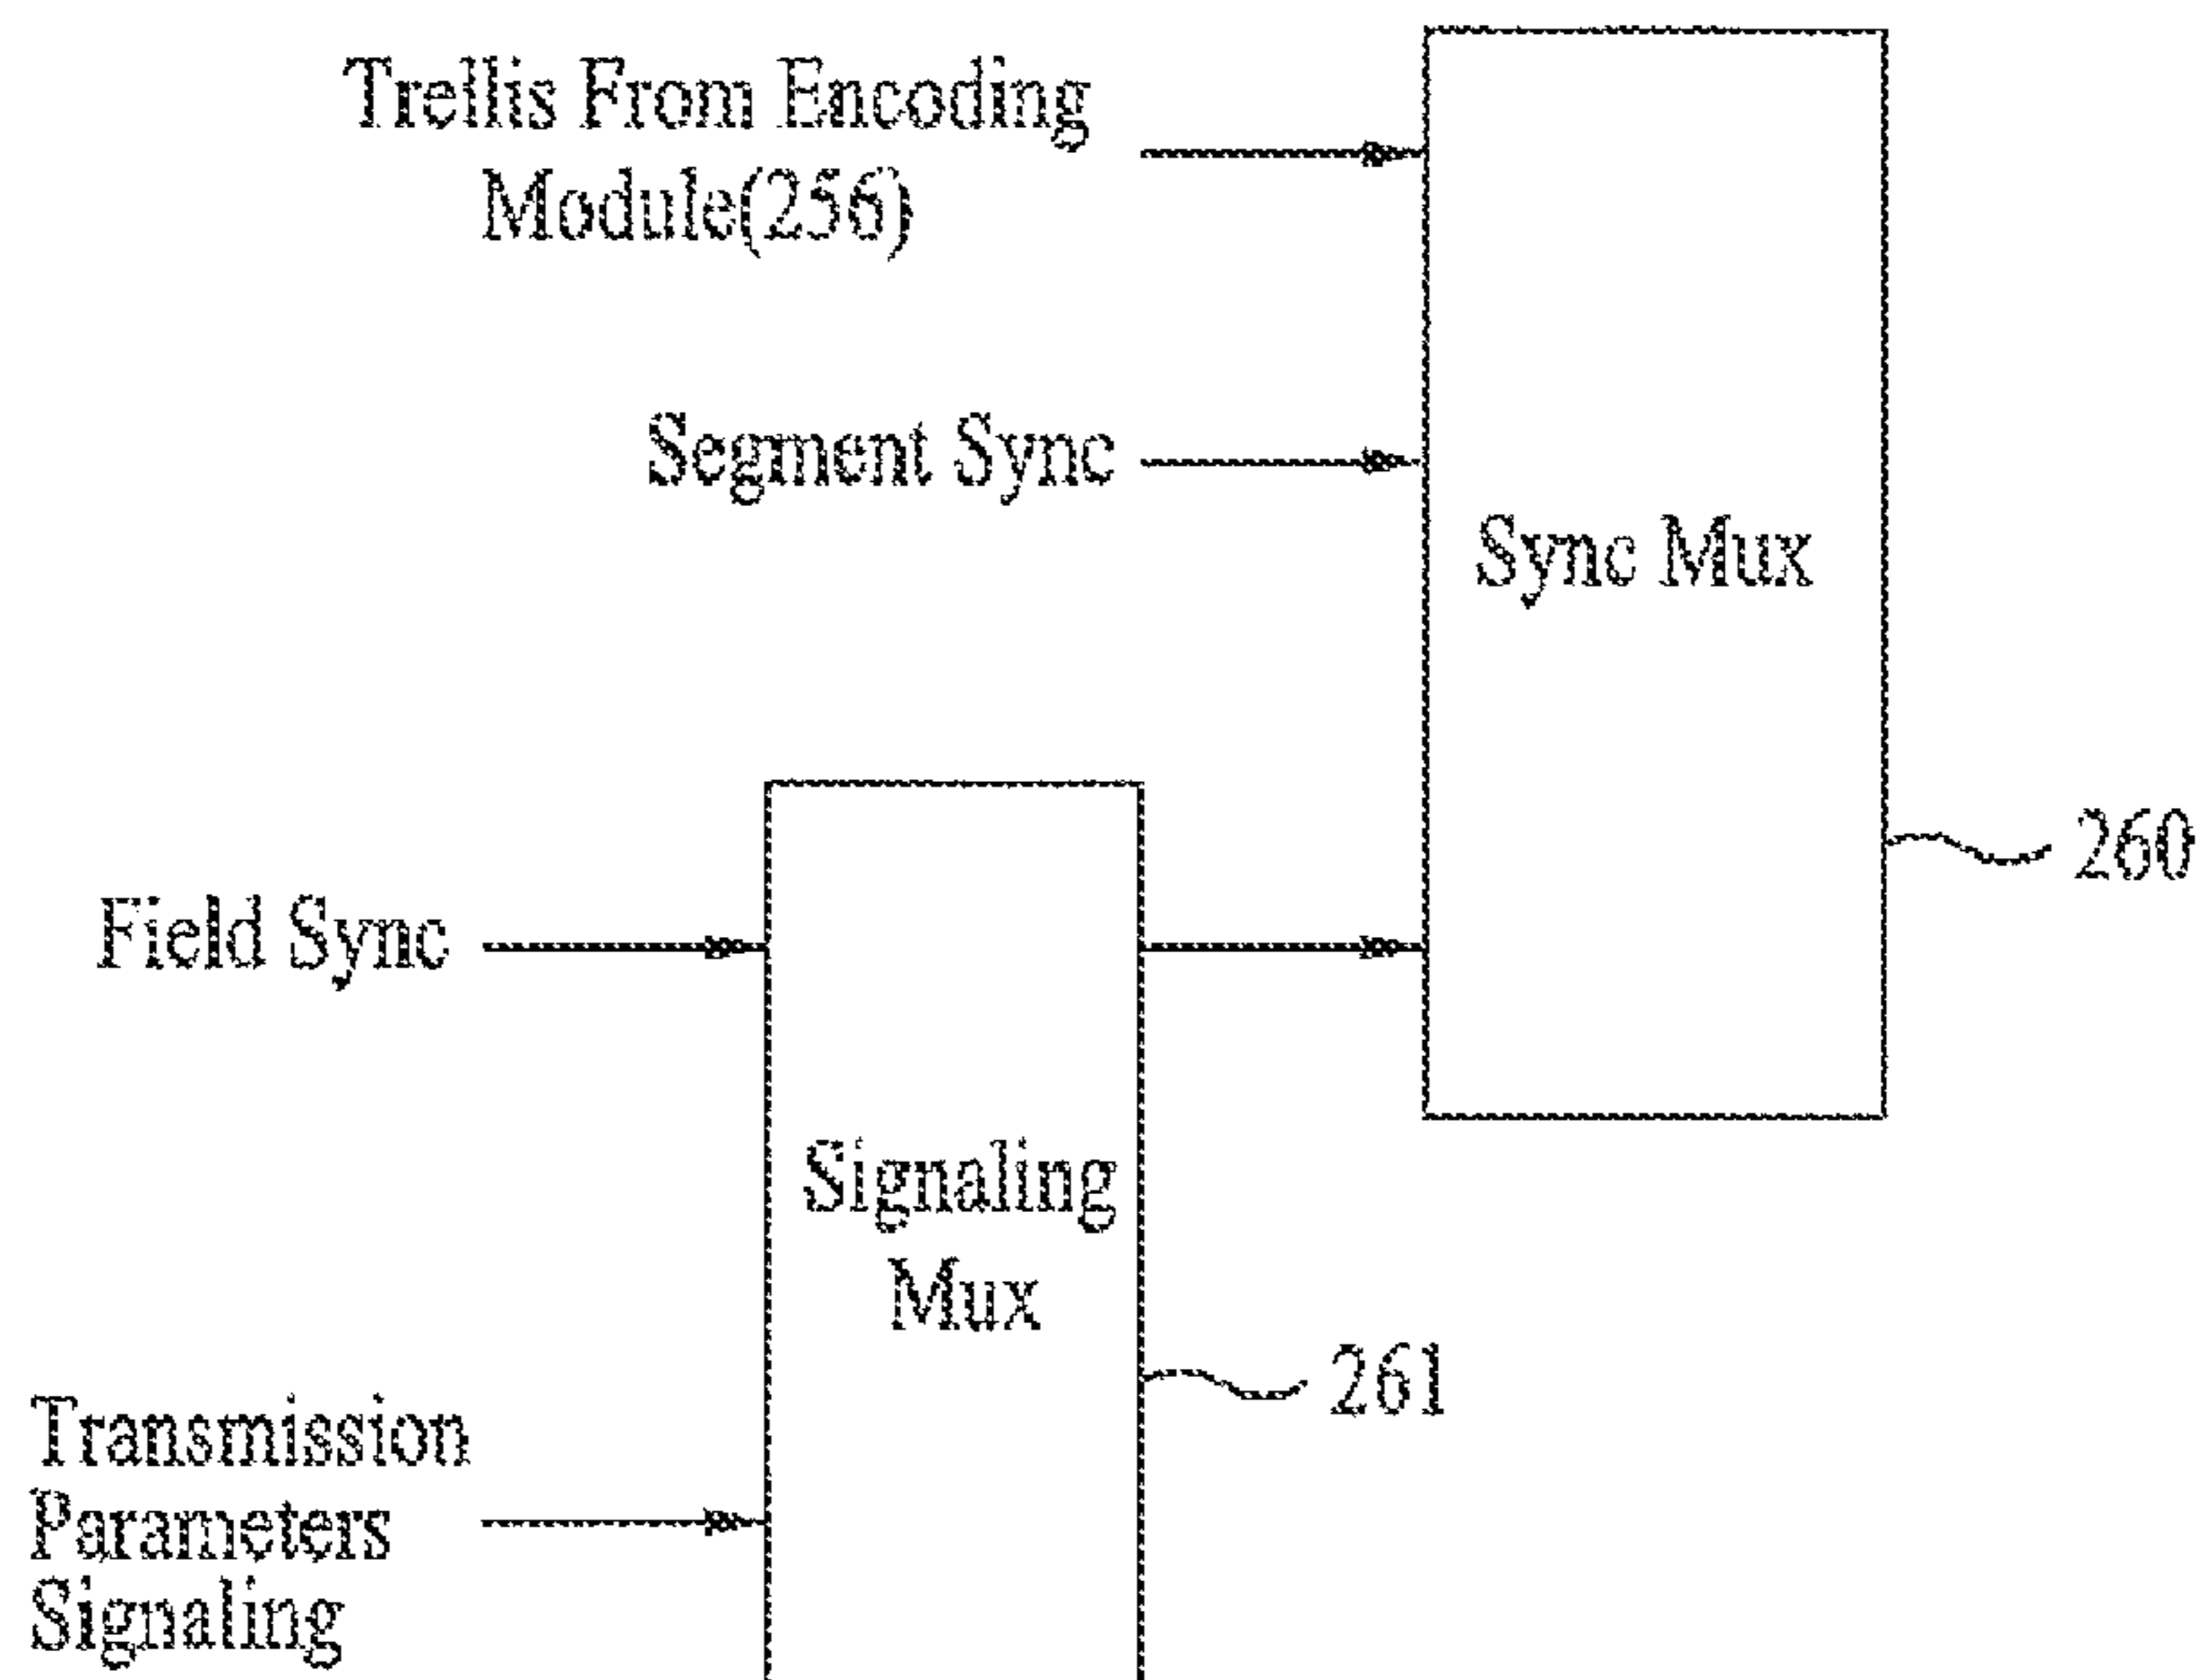 Trellis From Encoding
Module(256)
Segment Sync
Sync Mux
260
Field Sync
Signaling
Mux
261
Transmission
Parameters
Signaling